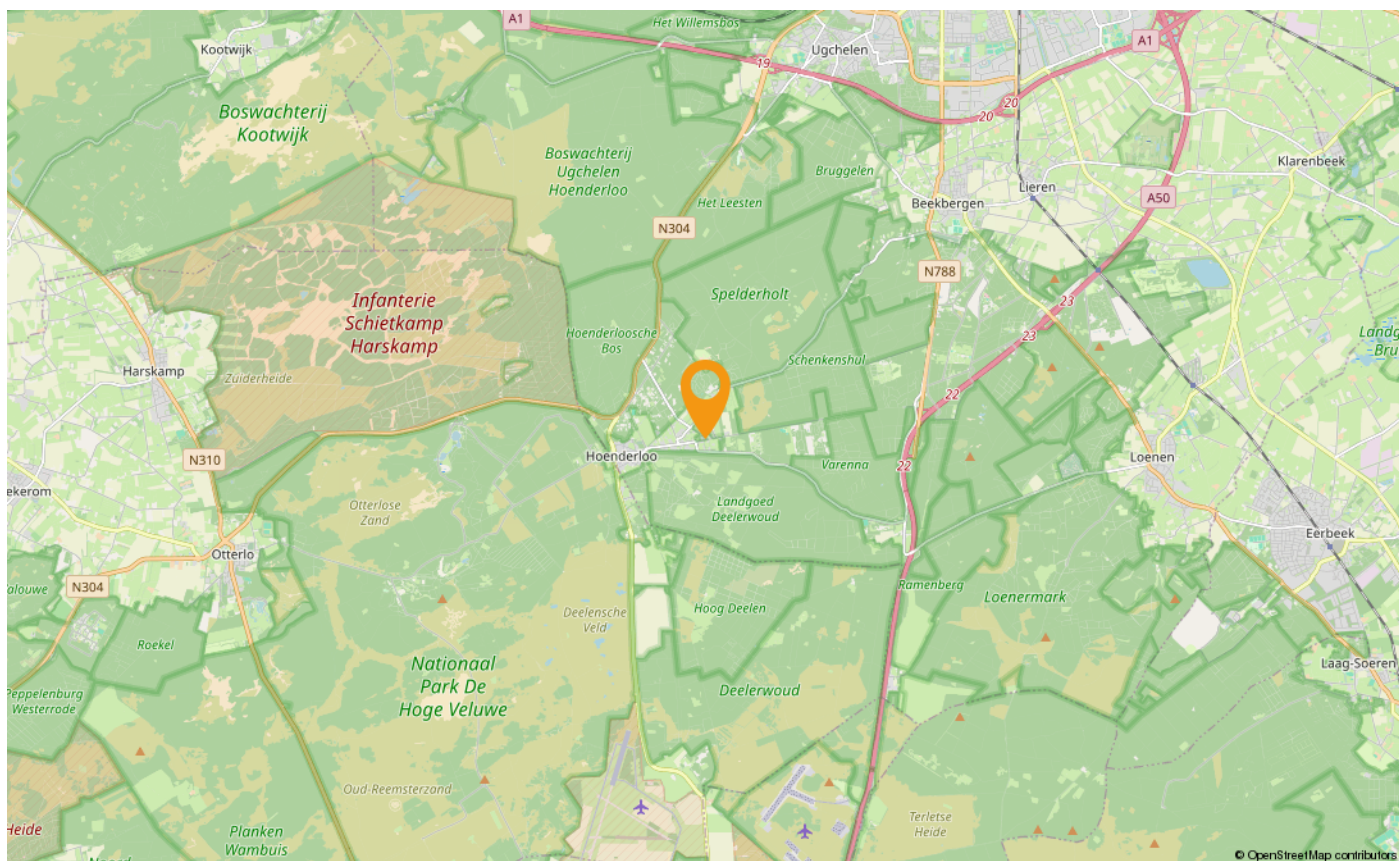 A1
Het Willemsbos
Kootwijk
Ugchelen
A1
19
20
20
Boswachterij
Kootwijk
Boswachterij
Ugchelen
Hoenderloo
Bruggelen
Klarenbeek
Lieren
Beekbergen
A50
Het Leesten
N304
N788
Infanterie
Schietkamp
Harskamp
Spelderholt
23
23
Hoenderloosche
Bos
Schenkenshul
Landg
Bru
Harskamp
Zuiderheide
22
N310
Hoenderloo
Varenna
22
Loenen
ekerom
Otterlose
Zand
Landgoed
Deelerwoud
Otterlo
Eerbeek
N304
alouwe
Ramenberg
Loenermark
Deelensche
Veld
Hoog Deelen
Roekel
Nationaal
Park De
Hoge Veluwe
Laag-Soeren
Peppelenburg
Westerrode
Deelerwoud
Oud-Reemsterzand
Terletse
Heide
Heide
Planken
Wambuis
Noord
© OpenStreetMap contributors